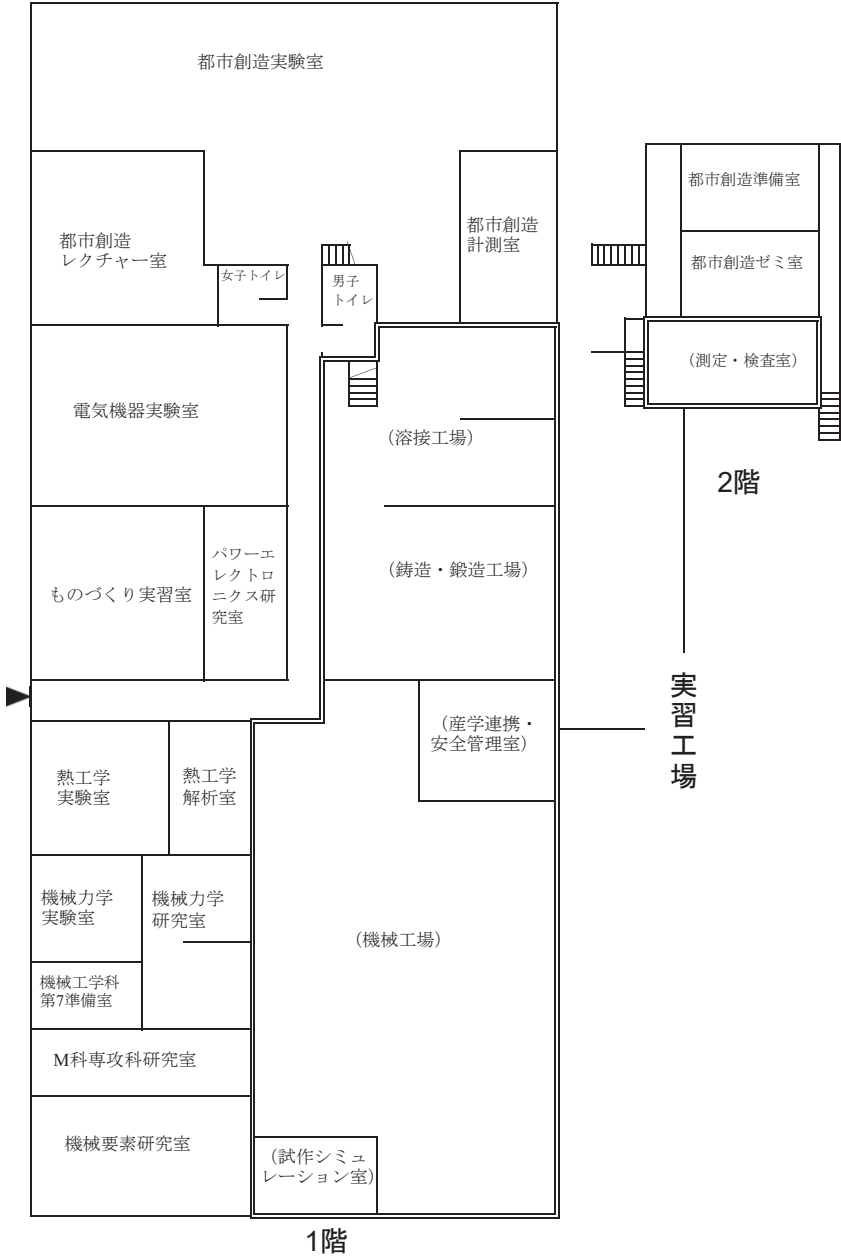 都市創造実験室
都市創造
レクチャー室
都市創造
計測室
女子トイレ
男子
トイレ
電気機器実験室
（溶接工場）
ものづくり実習室
パワーエ
レクトロ
ニクス研
究室
（鋳造・鍛造工場）
（産学連携・
安全管理室）
熱工学
実験室
熱工学
解析室
機械力学
実験室
機械力学
研究室
（機械工場）
機械工学科
第7準備室
M科専攻科研究室
機械要素研究室
（試作シミュ
レーション室）
1階
都市創造準備室
都市創造ゼミ室
（測定・検査室）
2階
実習工場